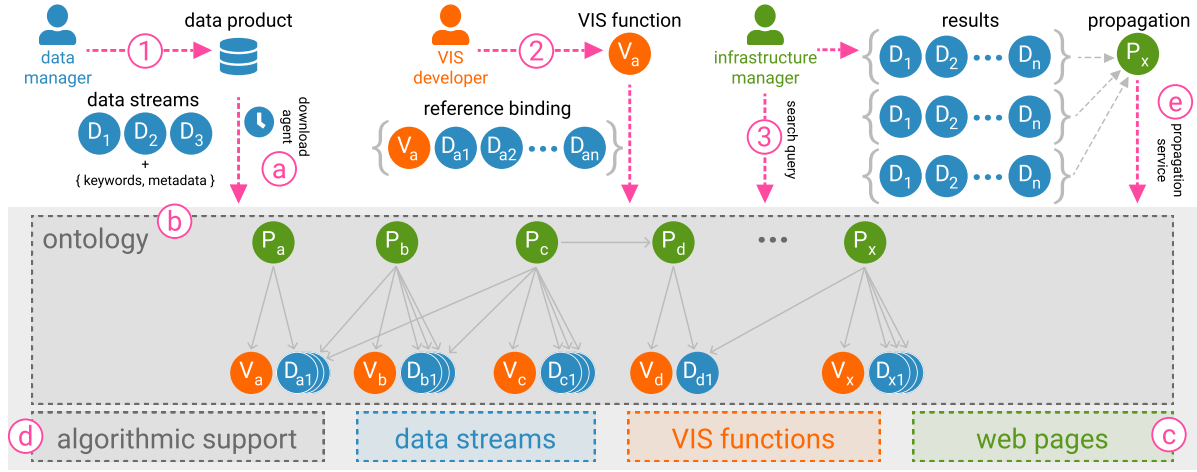 data manager
1
data product
data streams
D1 D2 D3
+
{ keywords, metadata }
download agent
a
VIS developer
2
VIS function
Va
reference binding
{ Va Da1 Da2 ••• Dan }
infrastructure manager
search query
3
results
{ D1 D2 ••• Dn }
{ D1 D2 ••• Dn }
{ D1 D2 ••• Dn }
propagation
Px
e
propagation service
b
ontology
Pa Pb Pc Pd ••• Px
Va Da1 Vb Db1 Vc Dc1 Vd Dd1 Vx Dx1
d
algorithmic support
data streams
VIS functions
web pages
c